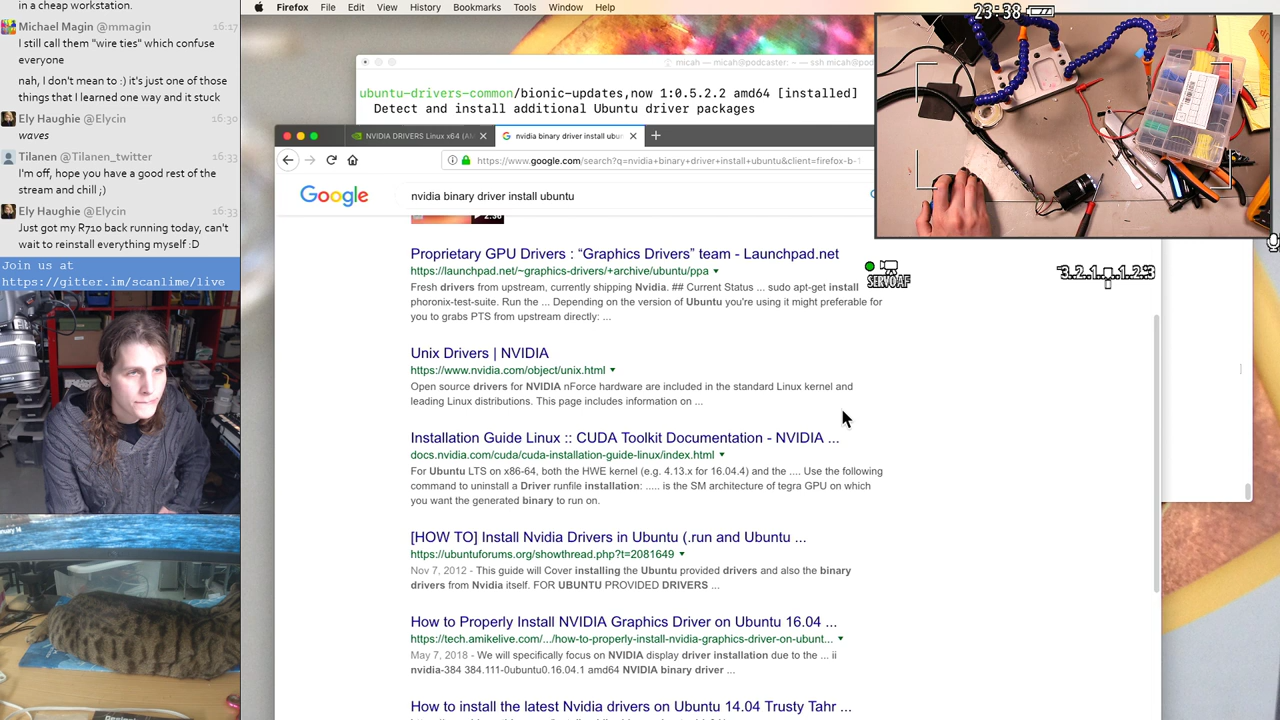 in a cheap workstation.
Michael Magin @mmagin 16:17
I still call them "wire ties" which confuse
everyone
nah, I don't know, it's just one of those
things that I learned one way and it stuck
Ely Haughie @Elycin 16:30
waves
Tilanen @Tilanen_twitter 16:33
I'm off, hope you have a good rest of the
stream and chill ;)
Ely Haughie @Elycin 16:33
Just got my R710 back running today, can't
wait to reinstall everything myself :D
Join us at
https://gitter.im/scanlime/live
Firefox File Edit View History Bookmarks Tools Window Help
micah — micah@podcaster: ~ — ssh micah@podcaster
ubuntu-drivers-common/bionic-updates,now 1:0.5.2.2 amd64 [installed]
Detect and install additional Ubuntu driver packages
NVIDIA DRIVERS Linux x64 (AM
nvidia binary driver install ubun
https://www.google.com/search?q=nvidia+binary+driver+install+ubuntu&client=firefox-b-1
Google
nvidia binary driver install ubuntu
2:36
Proprietary GPU Drivers : “Graphics Drivers” team - Launchpad.net
https://launchpad.net/~graphics-drivers/+archive/ubuntu/ppa
Fresh drivers from upstream, currently shipping Nvidia. ## Current Status ... sudo apt-get install
phoronix-test-suite. Run the ... Depending on the version of Ubuntu you're using it might preferable for
you to grabs PTS from upstream directly: ...
Unix Drivers | NVIDIA
https://www.nvidia.com/object/unix.html
Open source drivers for NVIDIA nForce hardware are included in the standard Linux kernel and
leading Linux distributions. This page includes information on ...
Installation Guide Linux :: CUDA Toolkit Documentation - NVIDIA ...
docs.nvidia.com/cuda/cuda-installation-guide-linux/index.html
For Ubuntu LTS on x86-64, both the HWE kernel (e.g. 4.13.x for 16.04.4) and the .... Use the following
command to uninstall a Driver runfile installation: ..... is the SM architecture of tegra GPU on which
you want the generated binary to run on.
[HOW TO] Install Nvidia Drivers in Ubuntu (.run and Ubuntu ...
https://ubuntuforums.org/showthread.php?t=2081649
Nov 7, 2012 - This guide will Cover installing the Ubuntu provided drivers and also the binary
drivers from Nvidia itself. FOR UBUNTU PROVIDED DRIVERS ...
How to Properly Install NVIDIA Graphics Driver on Ubuntu 16.04 ...
https://tech.amikelive.com/.../how-to-properly-install-nvidia-graphics-driver-on-ubunt...
May 7, 2018 - We will specifically focus on NVIDIA display driver installation due to the ... ii
nvidia-384 384.111-0ubuntu0.16.04.1 amd64 NVIDIA binary driver ...
How to install the latest Nvidia drivers on Ubuntu 14.04 Trusty Tahr ...
23:38
SERVOAF
-3.2.1.0.1.2.3